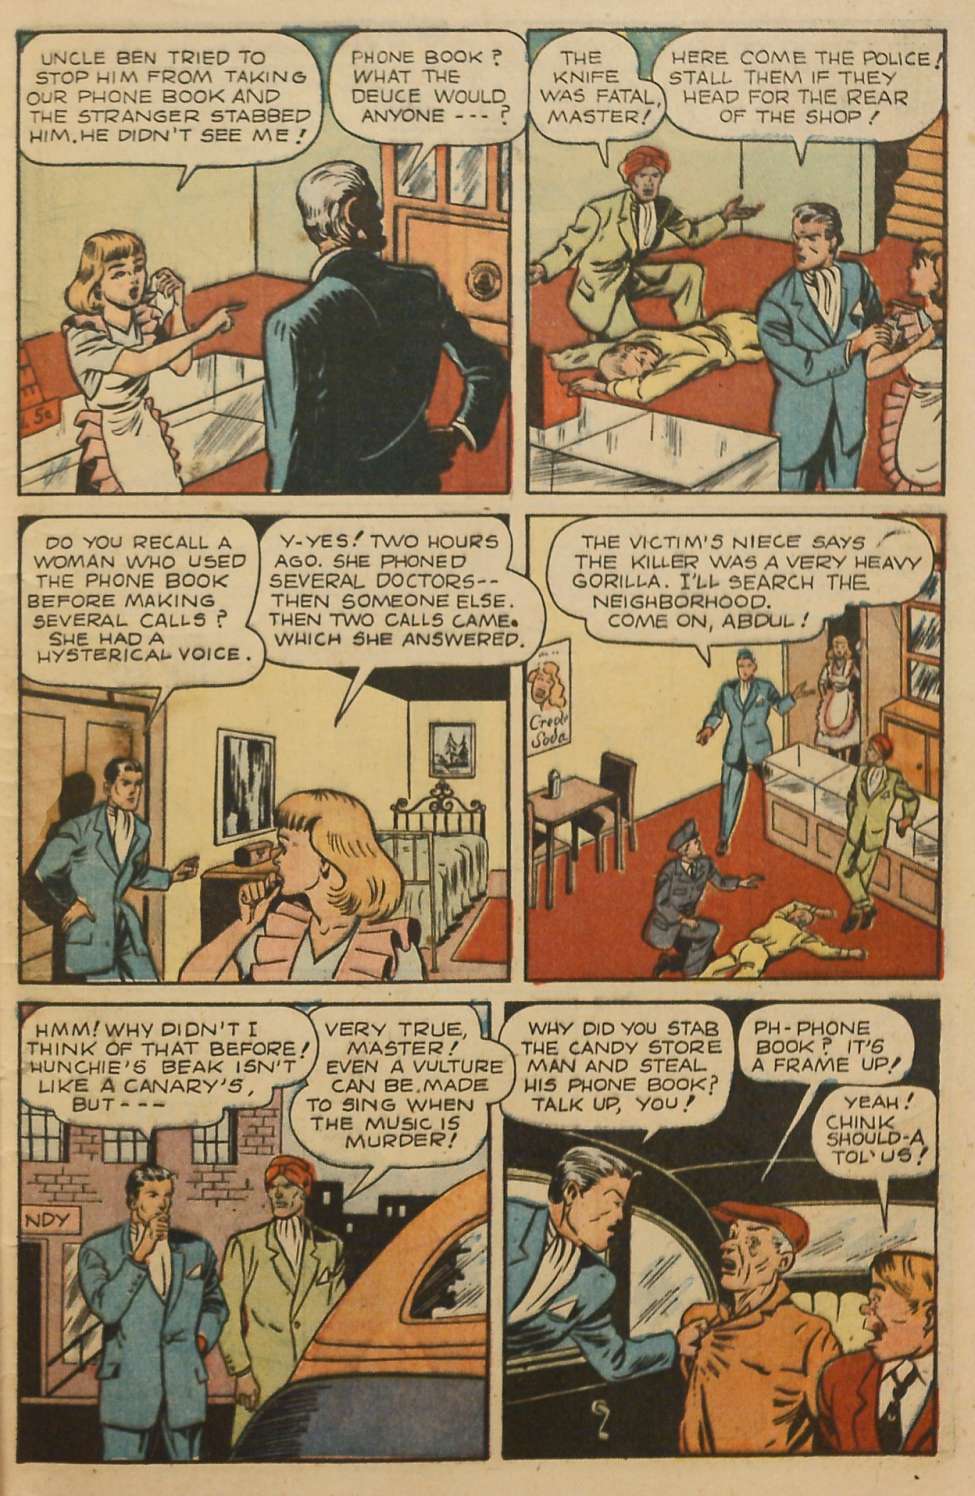 UNCLE BEN TRIED TO
STOP HIM FROM TAKING
OUR PHONE BOOK AND
THE STRANGER STABBED
HIM. HE DIDN'T SEE ME!
PHONE BOOK?
WHAT THE
DEUCE WOULD
ANYONE ---?
5¢
THE
KNIFE
WAS FATAL,
MASTER!
HERE COME THE POLICE!
STALL THEM IF THEY
HEAD FOR THE REAR
OF THE SHOP!
DO YOU RECALL A
WOMAN WHO USED
THE PHONE BOOK
BEFORE MAKING
SEVERAL CALLS?
SHE HAD A
HYSTERICAL VOICE.
Y-YES! TWO HOURS
AGO. SHE PHONED
SEVERAL DOCTORS--
THEN SOMEONE ELSE.
THEN TWO CALLS CAME.
WHICH SHE ANSWERED.
THE VICTIM'S NIECE SAYS
THE KILLER WAS A VERY HEAVY
GORILLA. I'LL SEARCH THE
NEIGHBORHOOD.
COME ON, ABDUL!
Soda
HMM! WHY DIDN'T I
THINK OF THAT BEFORE!
HUNCHIE'S BEAK ISN'T
LIKE A CANARY'S,
BUT ---
VERY TRUE,
MASTER!
EVEN A VULTURE
CAN BE MADE
TO SING WHEN
THE MUSIC IS
MURDER!
NDY
WHY DID YOU STAB
THE CANDY STORE
MAN AND STEAL
HIS PHONE BOOK?
TALK UP, YOU!
PH-PHONE
BOOK? IT'S
A FRAME UP!
YEAH!
CHINK
SHOULD-A
TOL' US!